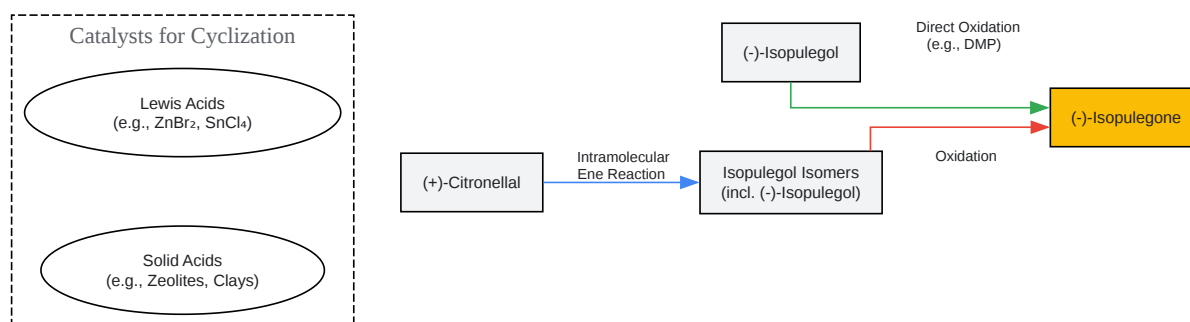 Catalysts for Cyclization
Lewis Acids
(e.g., ZnBr₂, SnCl₄)
Solid Acids
(e.g., Zeolites, Clays)
(+)-Citronellal
Intramolecular
Ene Reaction
Isopulegol Isomers
(incl. (-)-Isopulegol)
(-)-Isopulegol
Direct Oxidation
(e.g., DMP)
Oxidation
(-)-Isopulegone